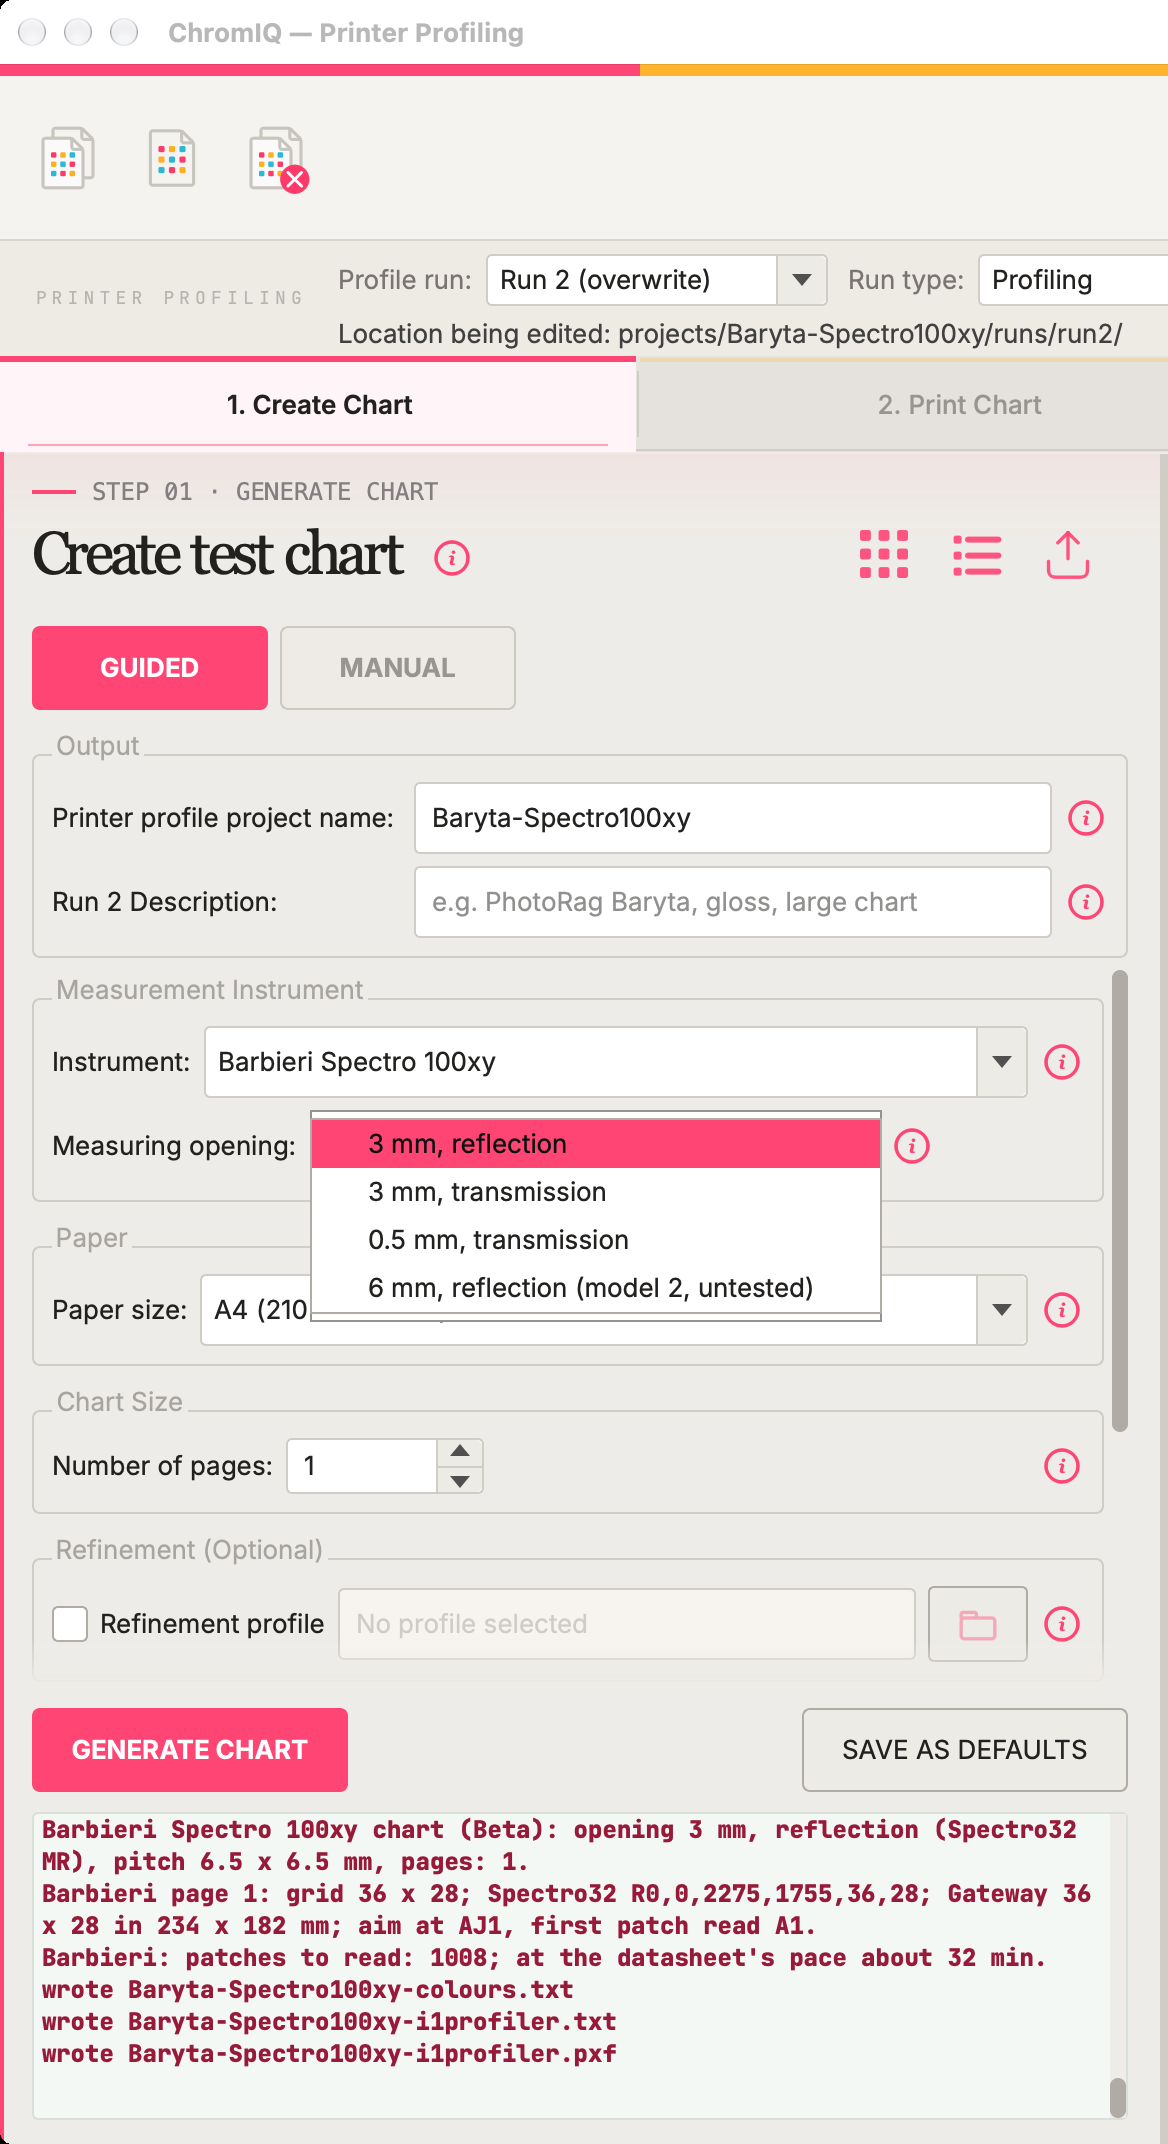 ChromIQ — Printer Profiling
PRINTER PROFILING
Profile run: Run 2 (overwrite) Run type: Profiling
Location being edited: projects/Baryta-Spectro100xy/runs/run2/
1. Create Chart
2. Print Chart
STEP 01 · GENERATE CHART
Create test chart
GUIDED
MANUAL
Output
Printer profile project name: Baryta-Spectro100xy
Run 2 Description: e.g. PhotoRag Baryta, gloss, large chart
Measurement Instrument
Instrument: Barbieri Spectro 100xy
Measuring opening: 3 mm, reflection
3 mm, transmission
0.5 mm, transmission
6 mm, reflection (model 2, untested)
Paper
Paper size: A4 (210
Chart Size
Number of pages: 1
Refinement (Optional)
Refinement profile No profile selected
GENERATE CHART
SAVE AS DEFAULTS
Barbieri Spectro 100xy chart (Beta): opening 3 mm, reflection (Spectro32
MR), pitch 6.5 x 6.5 mm, pages: 1.
Barbieri page 1: grid 36 x 28; Spectro32 R0,0,2275,1755,36,28; Gateway 36
x 28 in 234 x 182 mm; aim at AJ1, first patch read A1.
Barbieri: patches to read: 1008; at the datasheet's pace about 32 min.
wrote Baryta-Spectro100xy-colours.txt
wrote Baryta-Spectro100xy-i1profiler.txt
wrote Baryta-Spectro100xy-i1profiler.pxf